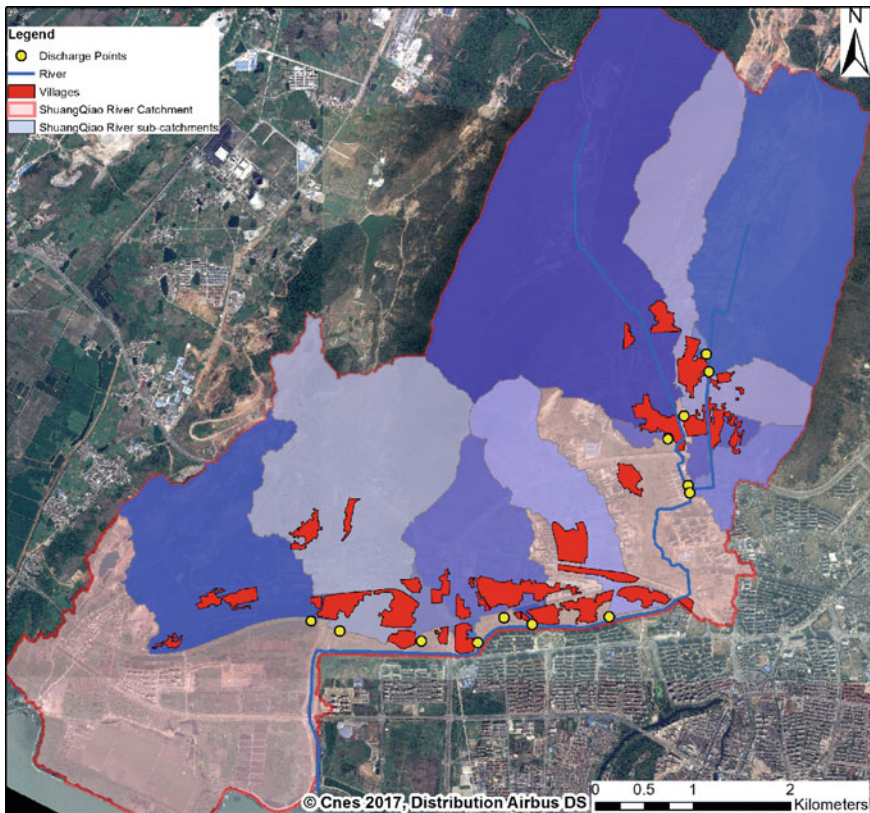 Legend
Discharge Points
River
Villages
ShuangQiao River Catchment
ShuangQiao River sub-catchments
N
© Cnes 2017, Distribution Airbus DS
0 0.5 1 2
Kilometers